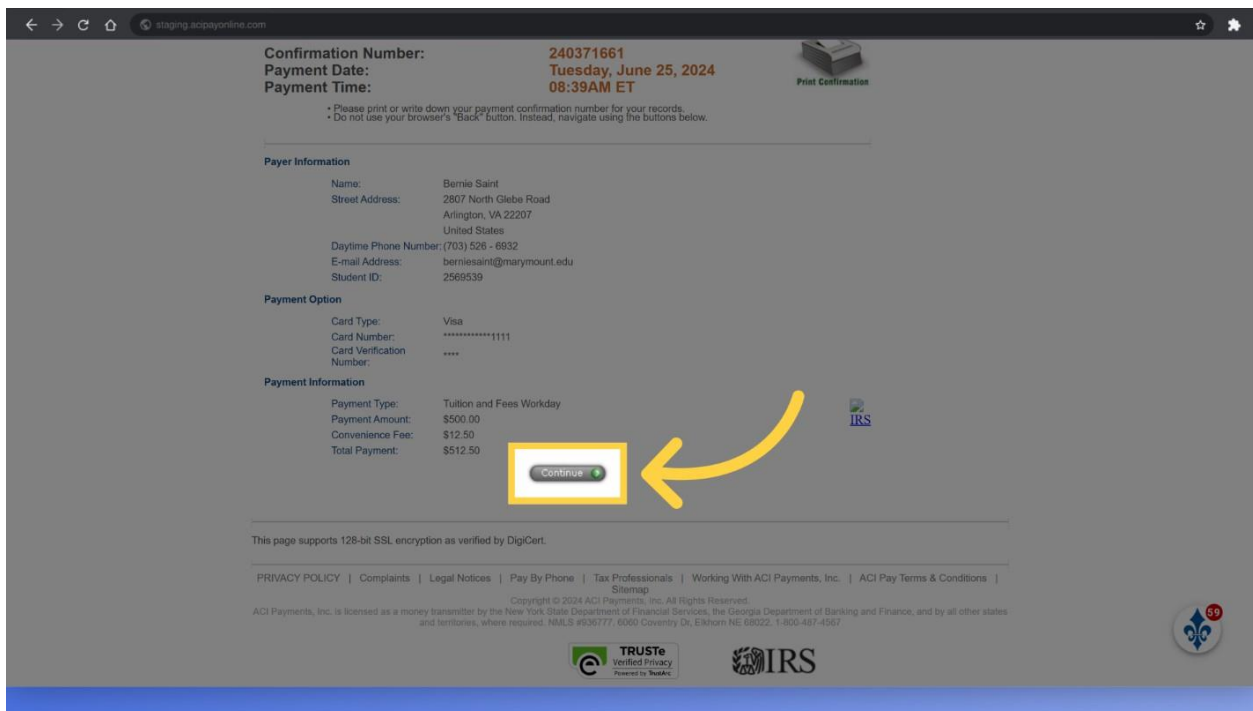 staging.acipayonline.com
Confirmation Number: 240371661
Payment Date: Tuesday, June 25, 2024
Payment Time: 08:39AM ET
Print Confirmation
• Please print or write down your payment confirmation number for your records.
• Do not use your browser's "Back" button. Instead, navigate using the buttons below.
Payer Information
Name: Bernie Saint
Street Address: 2807 North Glebe Road
Arlington, VA 22207
United States
Daytime Phone Number: (703) 526 - 6932
E-mail Address: berniesaint@marymount.edu
Student ID: 2569539
Payment Option
Card Type: Visa
Card Number: ************1111
Card Verification
Number: ****
Payment Information
Payment Type: Tuition and Fees Workday
Payment Amount: $500.00
Convenience Fee: $12.50
Total Payment: $512.50
IRS
Continue
This page supports 128-bit SSL encryption as verified by DigiCert.
PRIVACY POLICY | Complaints | Legal Notices | Pay By Phone | Tax Professionals | Working With ACI Payments, Inc. | ACI Pay Terms & Conditions |
Sitemap
Copyright © 2024 ACI Payments, Inc. All Rights Reserved.
ACI Payments, Inc. is licensed as a money transmitter by the New York State Department of Financial Services, the Georgia Department of Banking and Finance, and by all other states
and territories, where required. NMLS #936777. 6060 Coventry Dr, Elkhorn NE 68022. 1-800-487-4567
59
TRUSTe
Verified Privacy
Powered by TrustArc
IRS